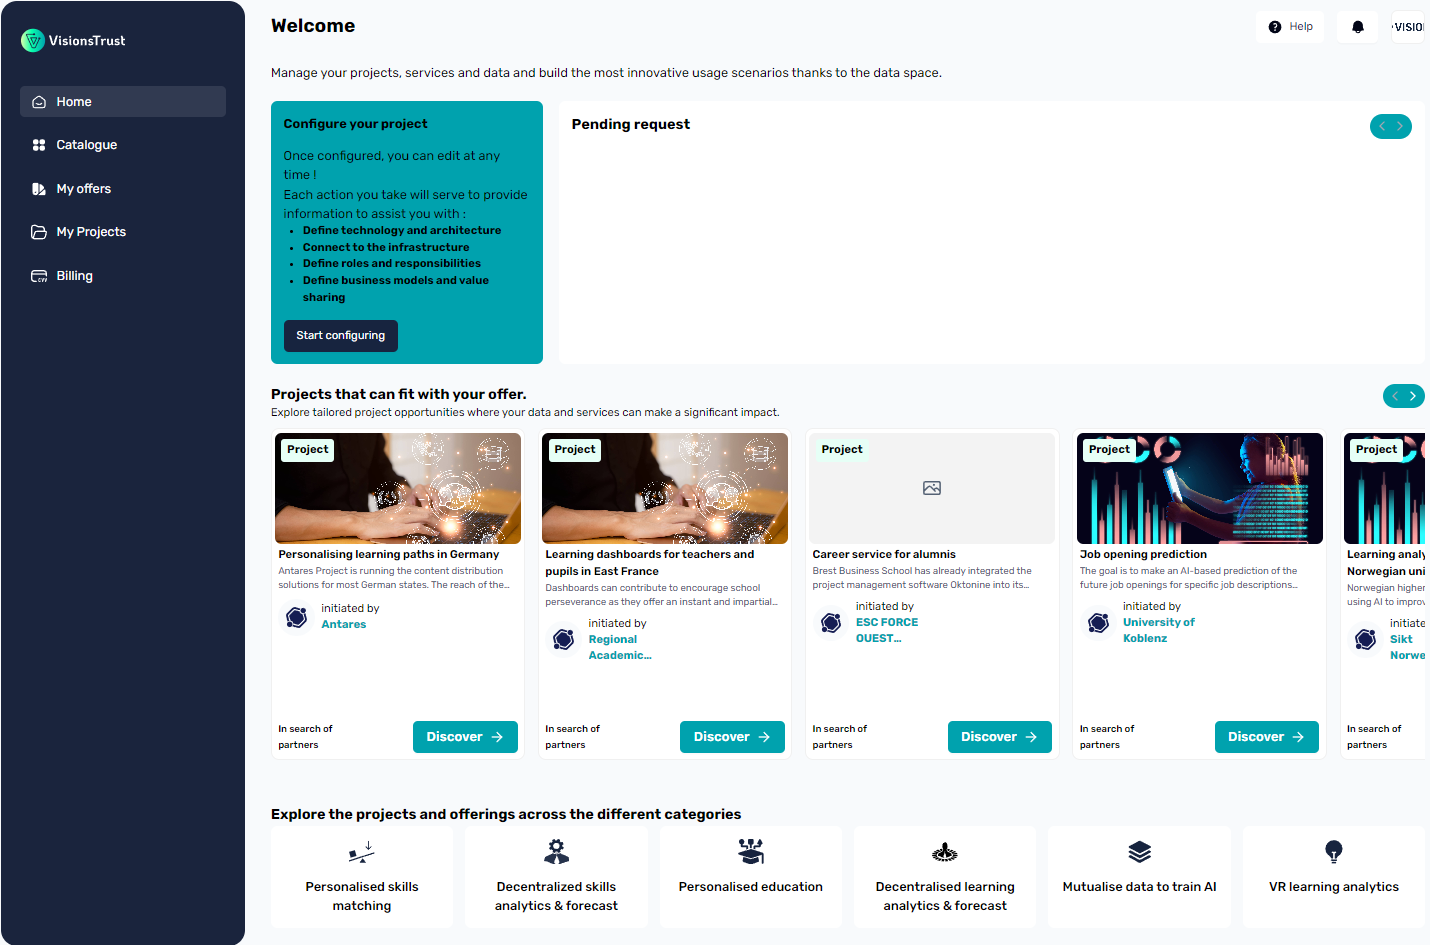 VisionsTrust
Home
Catalogue
My offers
My Projects
Billing
Welcome
Help
VISIO
Manage your projects, services and data and build the most innovative usage scenarios thanks to the data space.
Configure your project
Once configured, you can edit at any
time !
Each action you take will serve to provide
information to assist you with :
• Define technology and architecture
• Connect to the infrastructure
• Define roles and responsibilities
• Define business models and value
sharing
Start configuring
Pending request
Projects that can fit with your offer.
Explore tailored project opportunities where your data and services can make a significant impact.
Project
Personalising learning paths in Germany
Antares Project is running the content distribution
solutions for most German states. The reach of the...
initiated by
Antares
In search of
partners
Discover
Project
Learning dashboards for teachers and
pupils in East France
Dashboards can contribute to encourage school
perseverance as they offer an instant and impartial...
initiated by
Regional
Academic...
In search of
partners
Discover
Project
Career service for alumnis
Brest Business School has already integrated the
project management software Oktonine into its...
initiated by
ESC FORCE
OUEST...
In search of
partners
Discover
Project
Job opening prediction
The goal is to make an AI-based prediction of the
future job openings for specific job descriptions...
initiated by
University of
Koblenz
In search of
partners
Discover
Project
Learning analy
Norwegian uni
Norwegian higher
using AI to improv
initiate
Sikt
Norwe
In search of
partners
Explore the projects and offerings across the different categories
Personalised skills
matching
Decentralized skills
analytics & forecast
Personalised education
Decentralised learning
analytics & forecast
Mutualise data to train AI
VR learning analytics